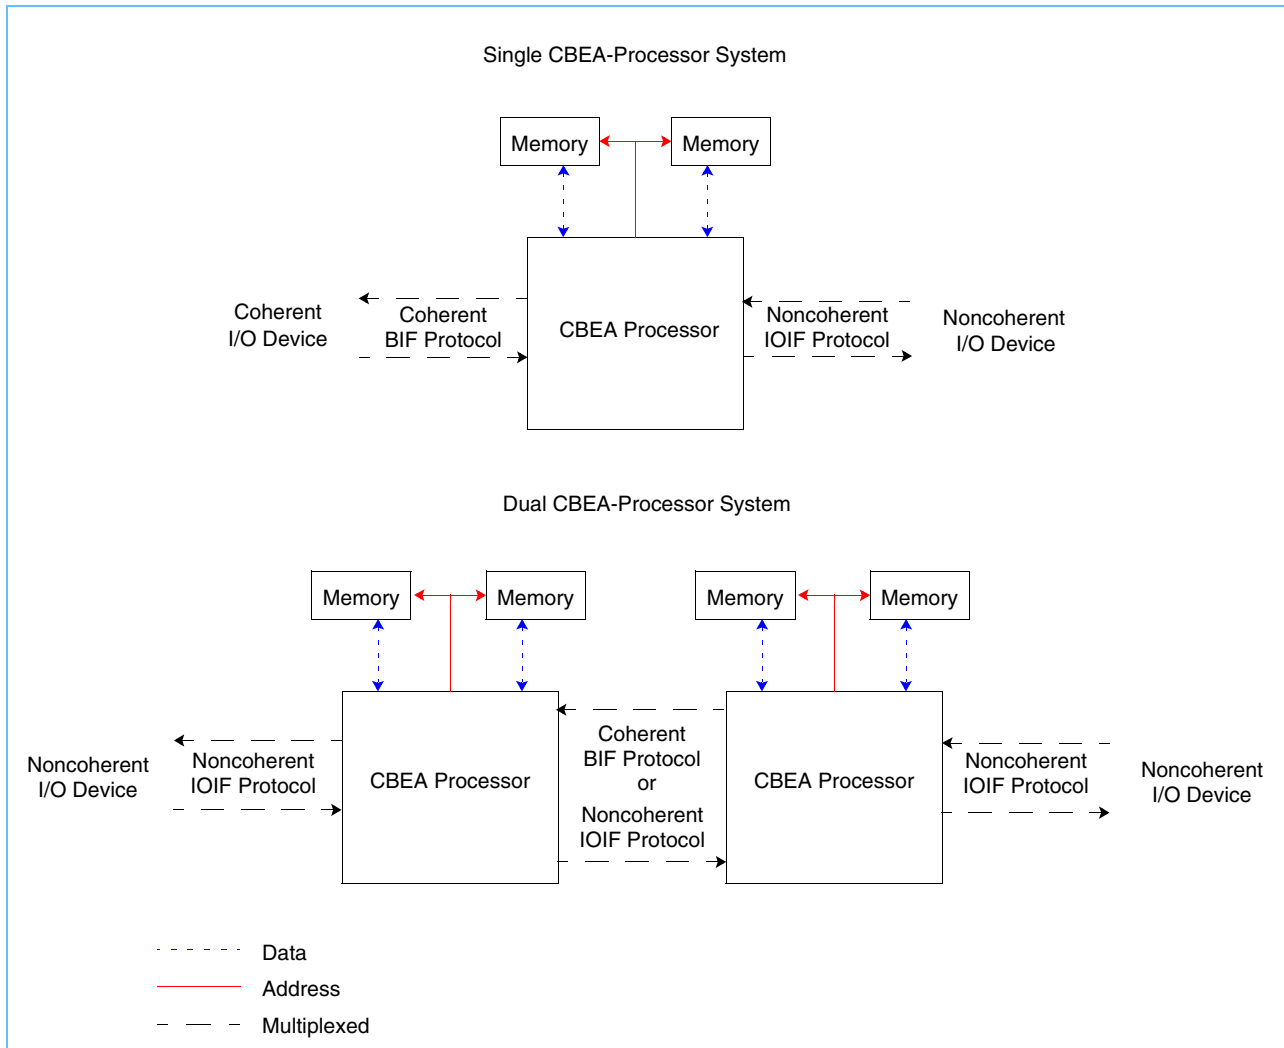 Single CBEA-Processor System
Memory
Memory
Coherent
I/O Device
Coherent
BIF Protocol
CBEA Processor
Noncoherent
IOIF Protocol
Noncoherent
I/O Device
Dual CBEA-Processor System
Memory
Memory
Memory
Memory
Noncoherent
I/O Device
Noncoherent
IOIF Protocol
CBEA Processor
Coherent
BIF Protocol
or
Noncoherent
IOIF Protocol
CBEA Processor
Noncoherent
IOIF Protocol
Noncoherent
I/O Device
Data
Address
Multiplexed